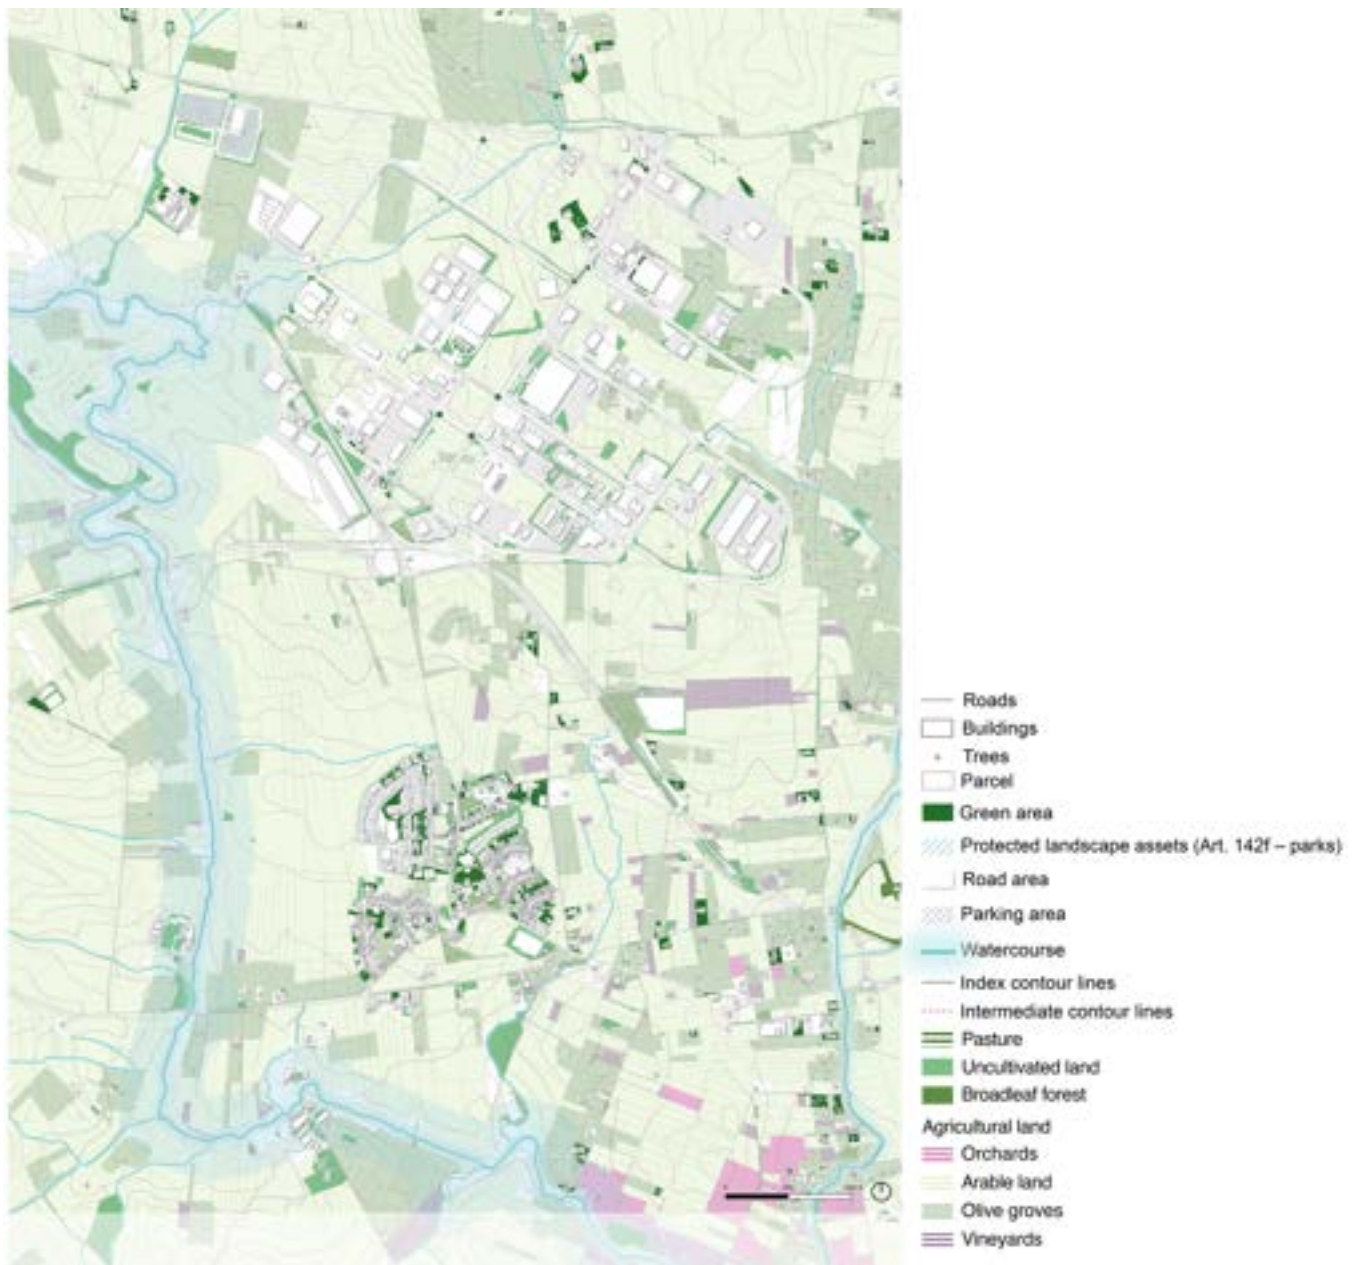 Roads
Buildings
Trees
Parcel
Green area
Protected landscape assets (Art. 142f – parks)
Road area
Parking area
Watercourse
Index contour lines
Intermediate contour lines
Pasture
Uncultivated land
Broadleaf forest
Agricultural land
Orchards
Arable land
Olive groves
Vineyards